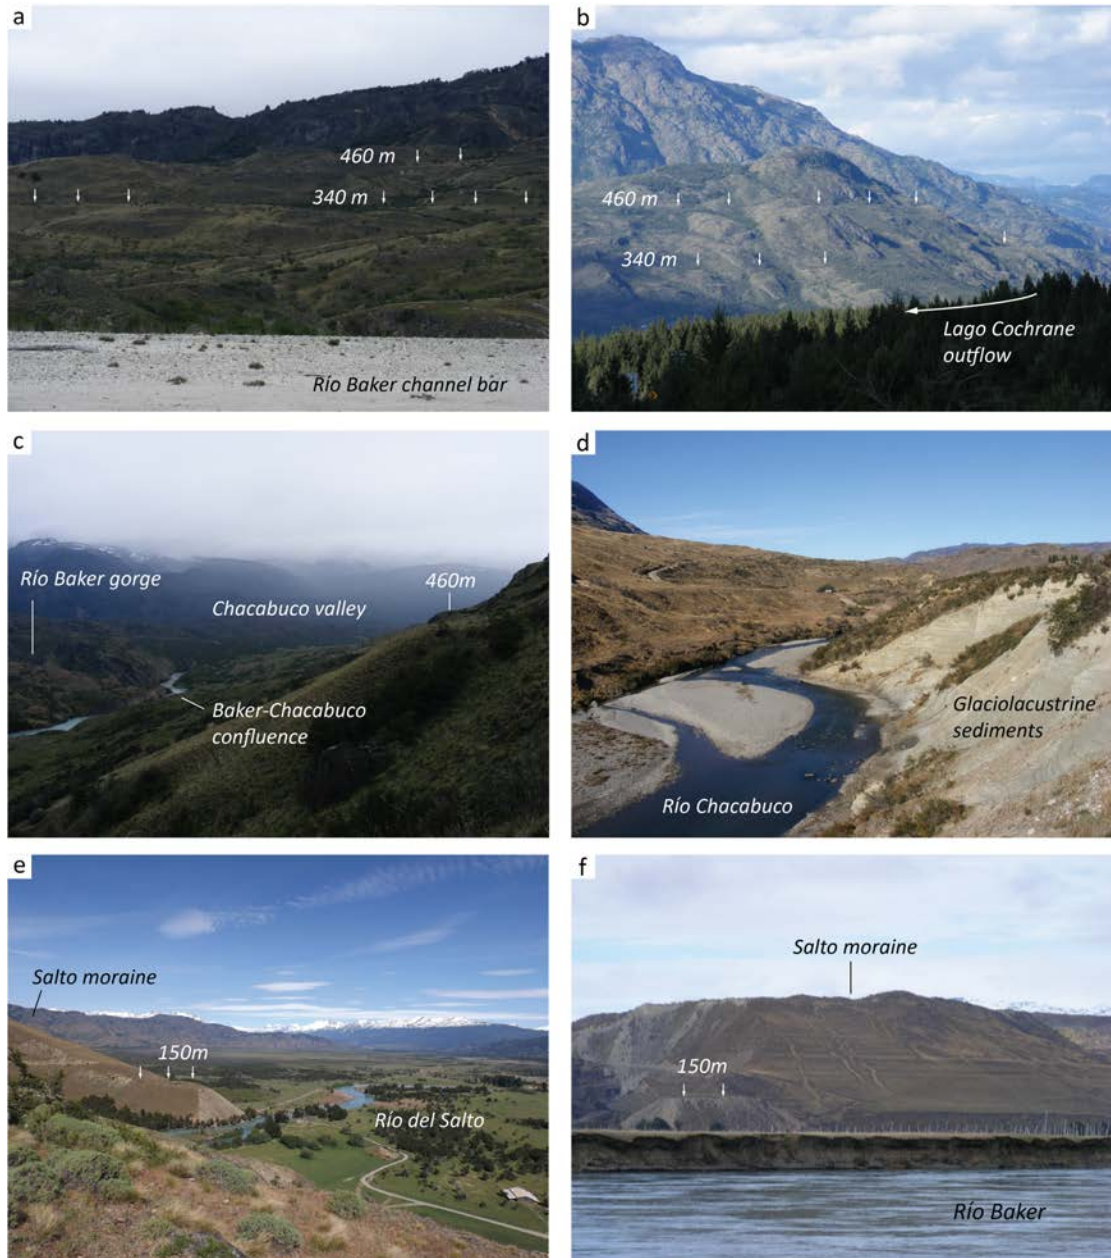 a
460 m
340 m
Río Baker channel bar
b
460 m
340 m
Lago Cochrane
outflow
c
Río Baker gorge
460m
Chacabuco valley
Baker-Chacabuco
confluence
d
Glaciolacustrine
sediments
Río Chacabuco
e
Salto moraine
150m
Río del Salto
f
Salto moraine
150m
Río Baker